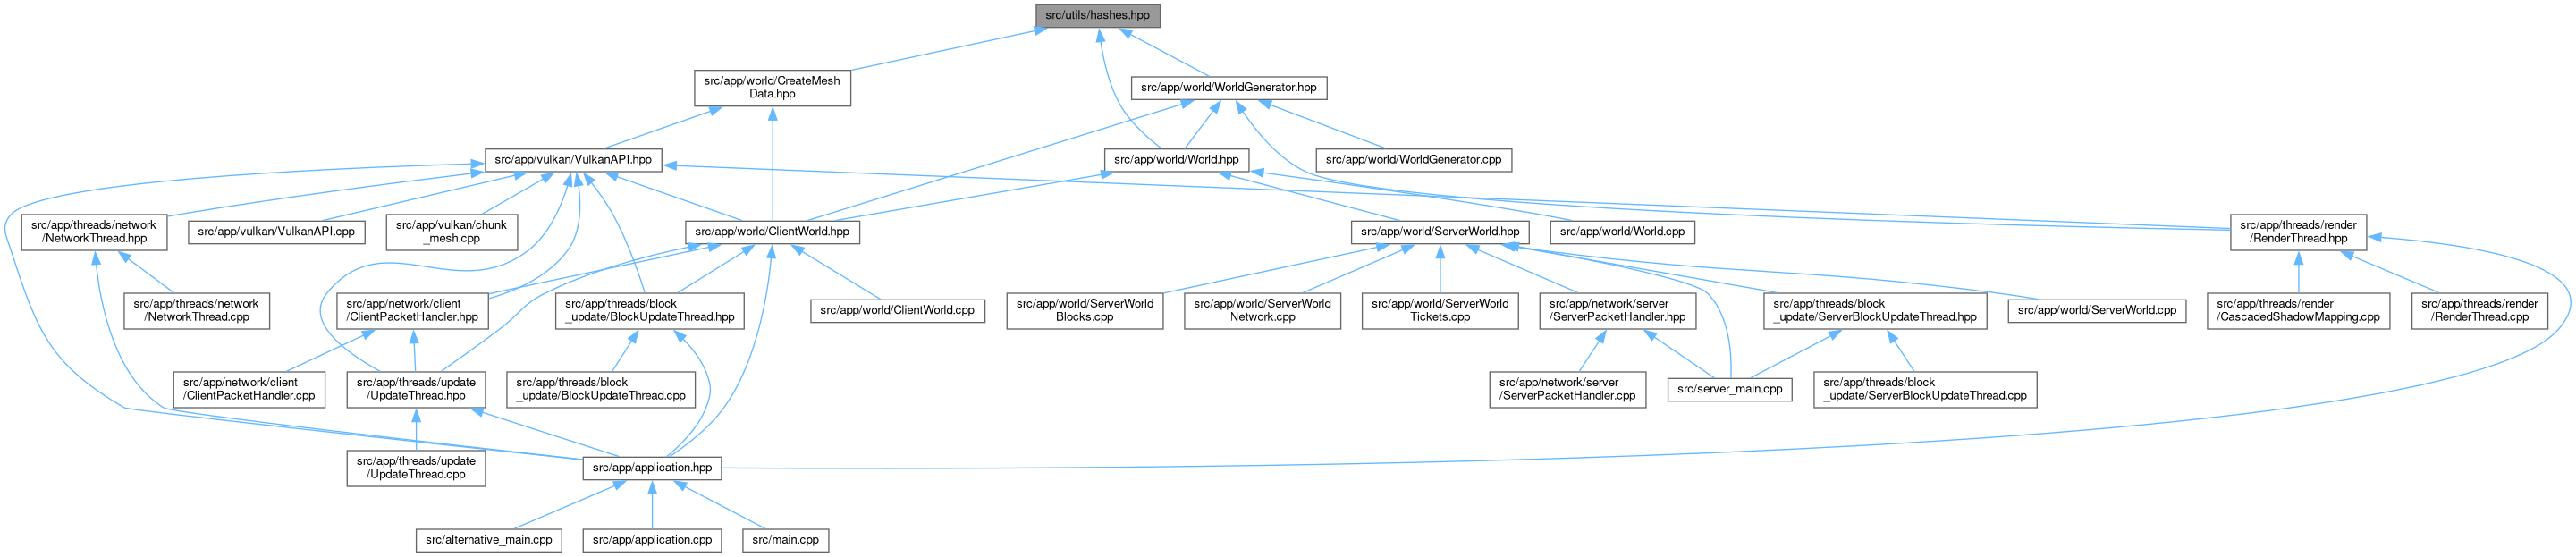 src/utils/hashes.hpp
src/app/world/CreateMesh
Data.hpp
src/app/world/WorldGenerator.hpp
src/app/vulkan/VulkanAPI.hpp
src/app/world/World.hpp
src/app/world/WorldGenerator.cpp
src/app/threads/network
/NetworkThread.hpp
src/app/vulkan/VulkanAPI.cpp
src/app/vulkan/chunk
_mesh.cpp
src/app/world/ClientWorld.hpp
src/app/world/ServerWorld.hpp
src/app/world/World.cpp
src/app/threads/render
/RenderThread.hpp
src/app/threads/network
/NetworkThread.cpp
src/app/network/client
/ClientPacketHandler.hpp
src/app/threads/block
_update/BlockUpdateThread.hpp
src/app/world/ClientWorld.cpp
src/app/world/ServerWorld
Blocks.cpp
src/app/world/ServerWorld
Network.cpp
src/app/world/ServerWorld
Tickets.cpp
src/app/network/server
/ServerPacketHandler.hpp
src/app/threads/block
_update/ServerBlockUpdateThread.hpp
src/app/world/ServerWorld.cpp
src/app/threads/render
/CascadedShadowMapping.cpp
src/app/threads/render
/RenderThread.cpp
src/app/network/client
/ClientPacketHandler.cpp
src/app/threads/update
/UpdateThread.hpp
src/app/threads/block
_update/BlockUpdateThread.cpp
src/app/network/server
/ServerPacketHandler.cpp
src/server_main.cpp
src/app/threads/block
_update/ServerBlockUpdateThread.cpp
src/app/threads/update
/UpdateThread.cpp
src/app/application.hpp
src/alternative_main.cpp
src/app/application.cpp
src/main.cpp